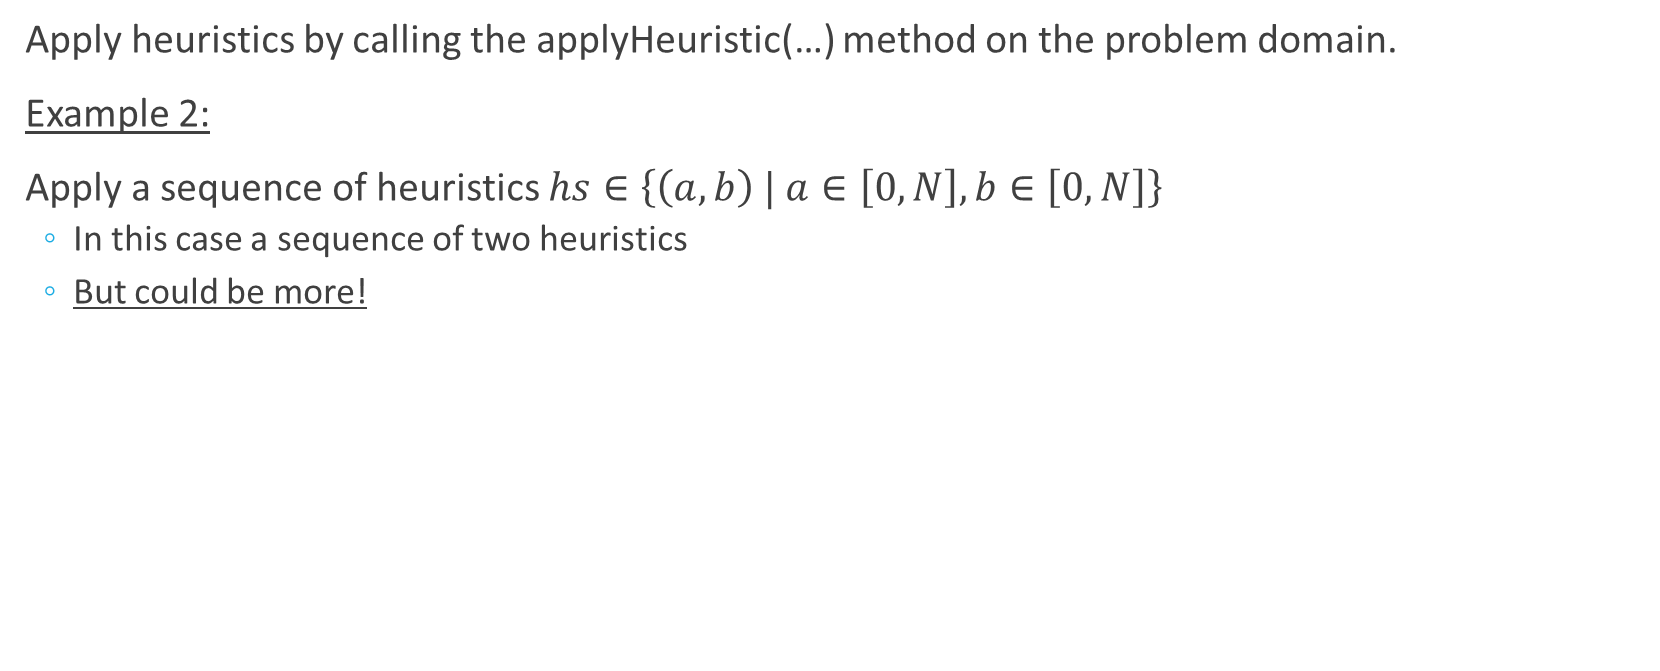 Apply heuristics by calling the applyHeuristic(…) method on the problem domain.
Example 2:
Apply a sequence of heuristics hs ∈ {(a, b) | a ∈ [0, N], b ∈ [0, N]}
◦ In this case a sequence of two heuristics
◦ But could be more!